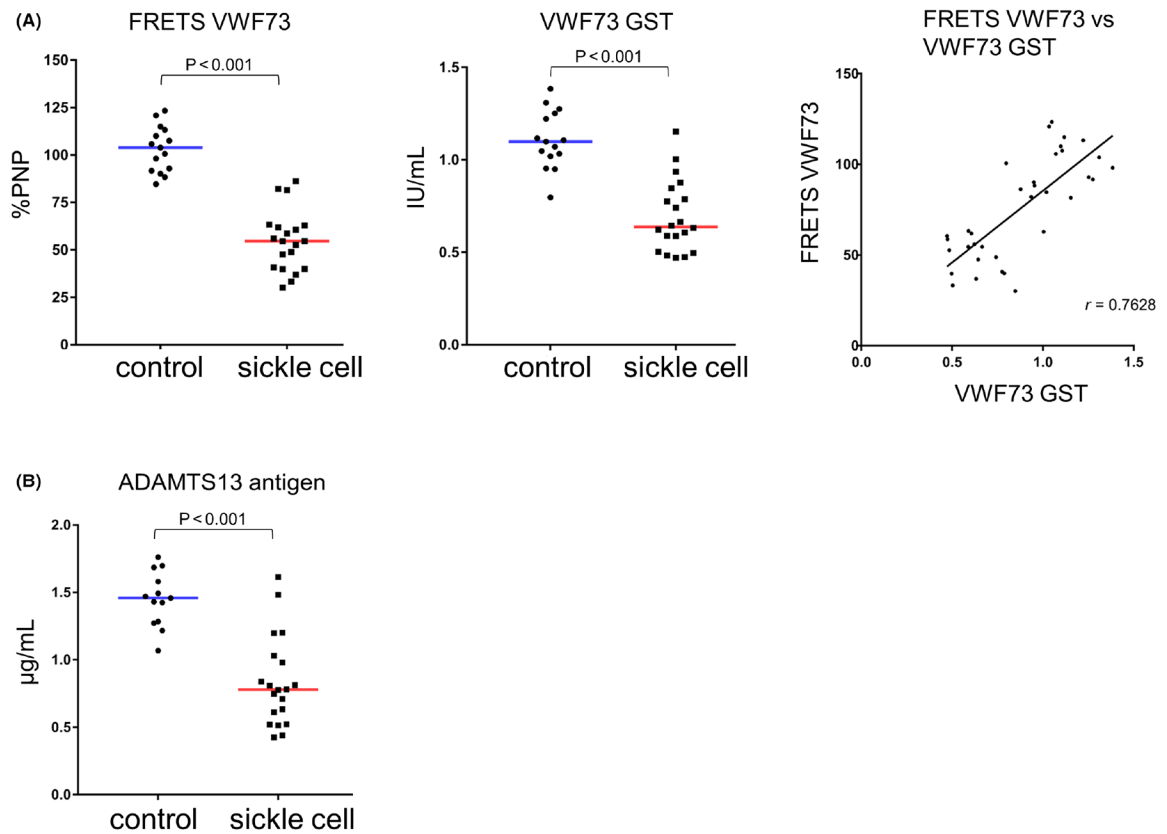 (A)
FRETS VWF73
P < 0.001
%PNP
150
125
100
75
50
25
0
control
sickle cell
VWF73 GST
P < 0.001
IU/mL
1.5
1.0
0.5
0.0
control
sickle cell
FRETS VWF73 vs
VWF73 GST
FRETS VWF73
150
100
50
0
0.0
0.5
1.0
1.5
r = 0.7628
VWF73 GST
(B)
ADAMTS13 antigen
P < 0.001
µg/mL
2.0
1.5
1.0
0.5
0.0
control
sickle cell